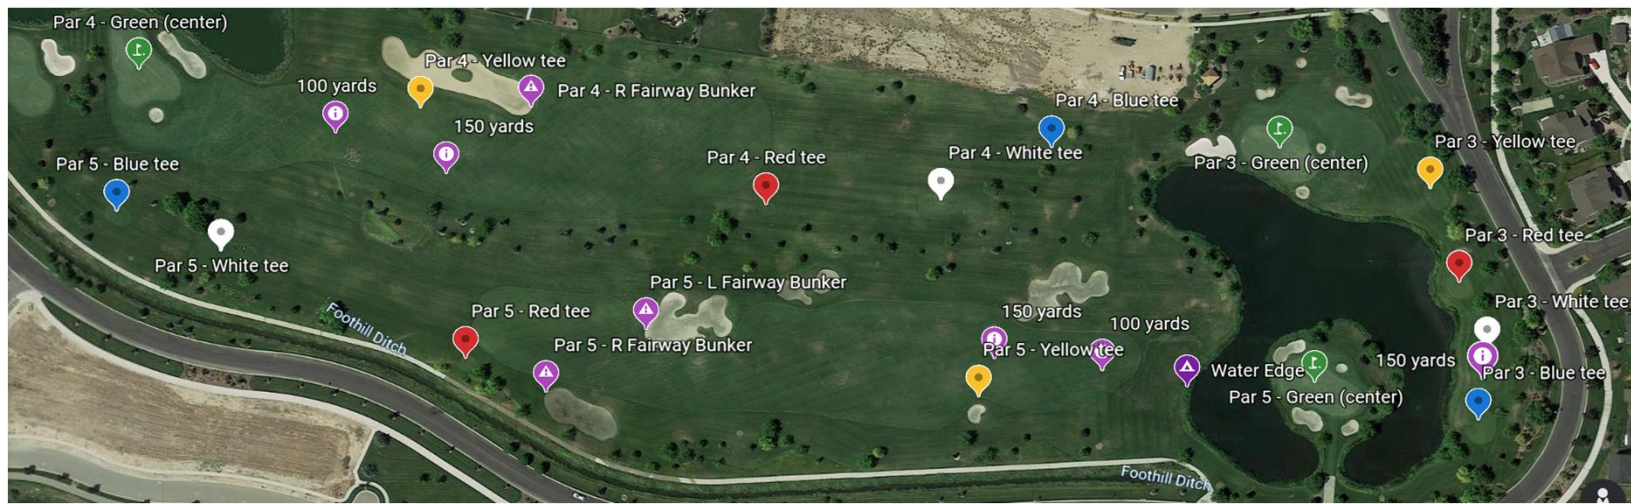 Par 4 - Green (center)
Par 4 - Yellow tee
100 yards
Par 4 - R Fairway Bunker
Par 4 - Blue tee
150 yards
Par 3 - Yellow tee
Par 4 - White tee
Par 4 - Red tee
Par 5 - Blue tee
Par 3 - Green (center)
Par 3 - Red tee
Par 5 - White tee
Par 5 - L Fairway Bunker
Par 3 - White tee
Foothill Ditch
Par 5 - Red tee
150 yards
100 yards
Par 5 - R Fairway Bunker
Par 5 - Yellow tee
150 yards
Water Edge
Par 3 - Blue tee
Par 5 - Green (center)
Foothill Ditch